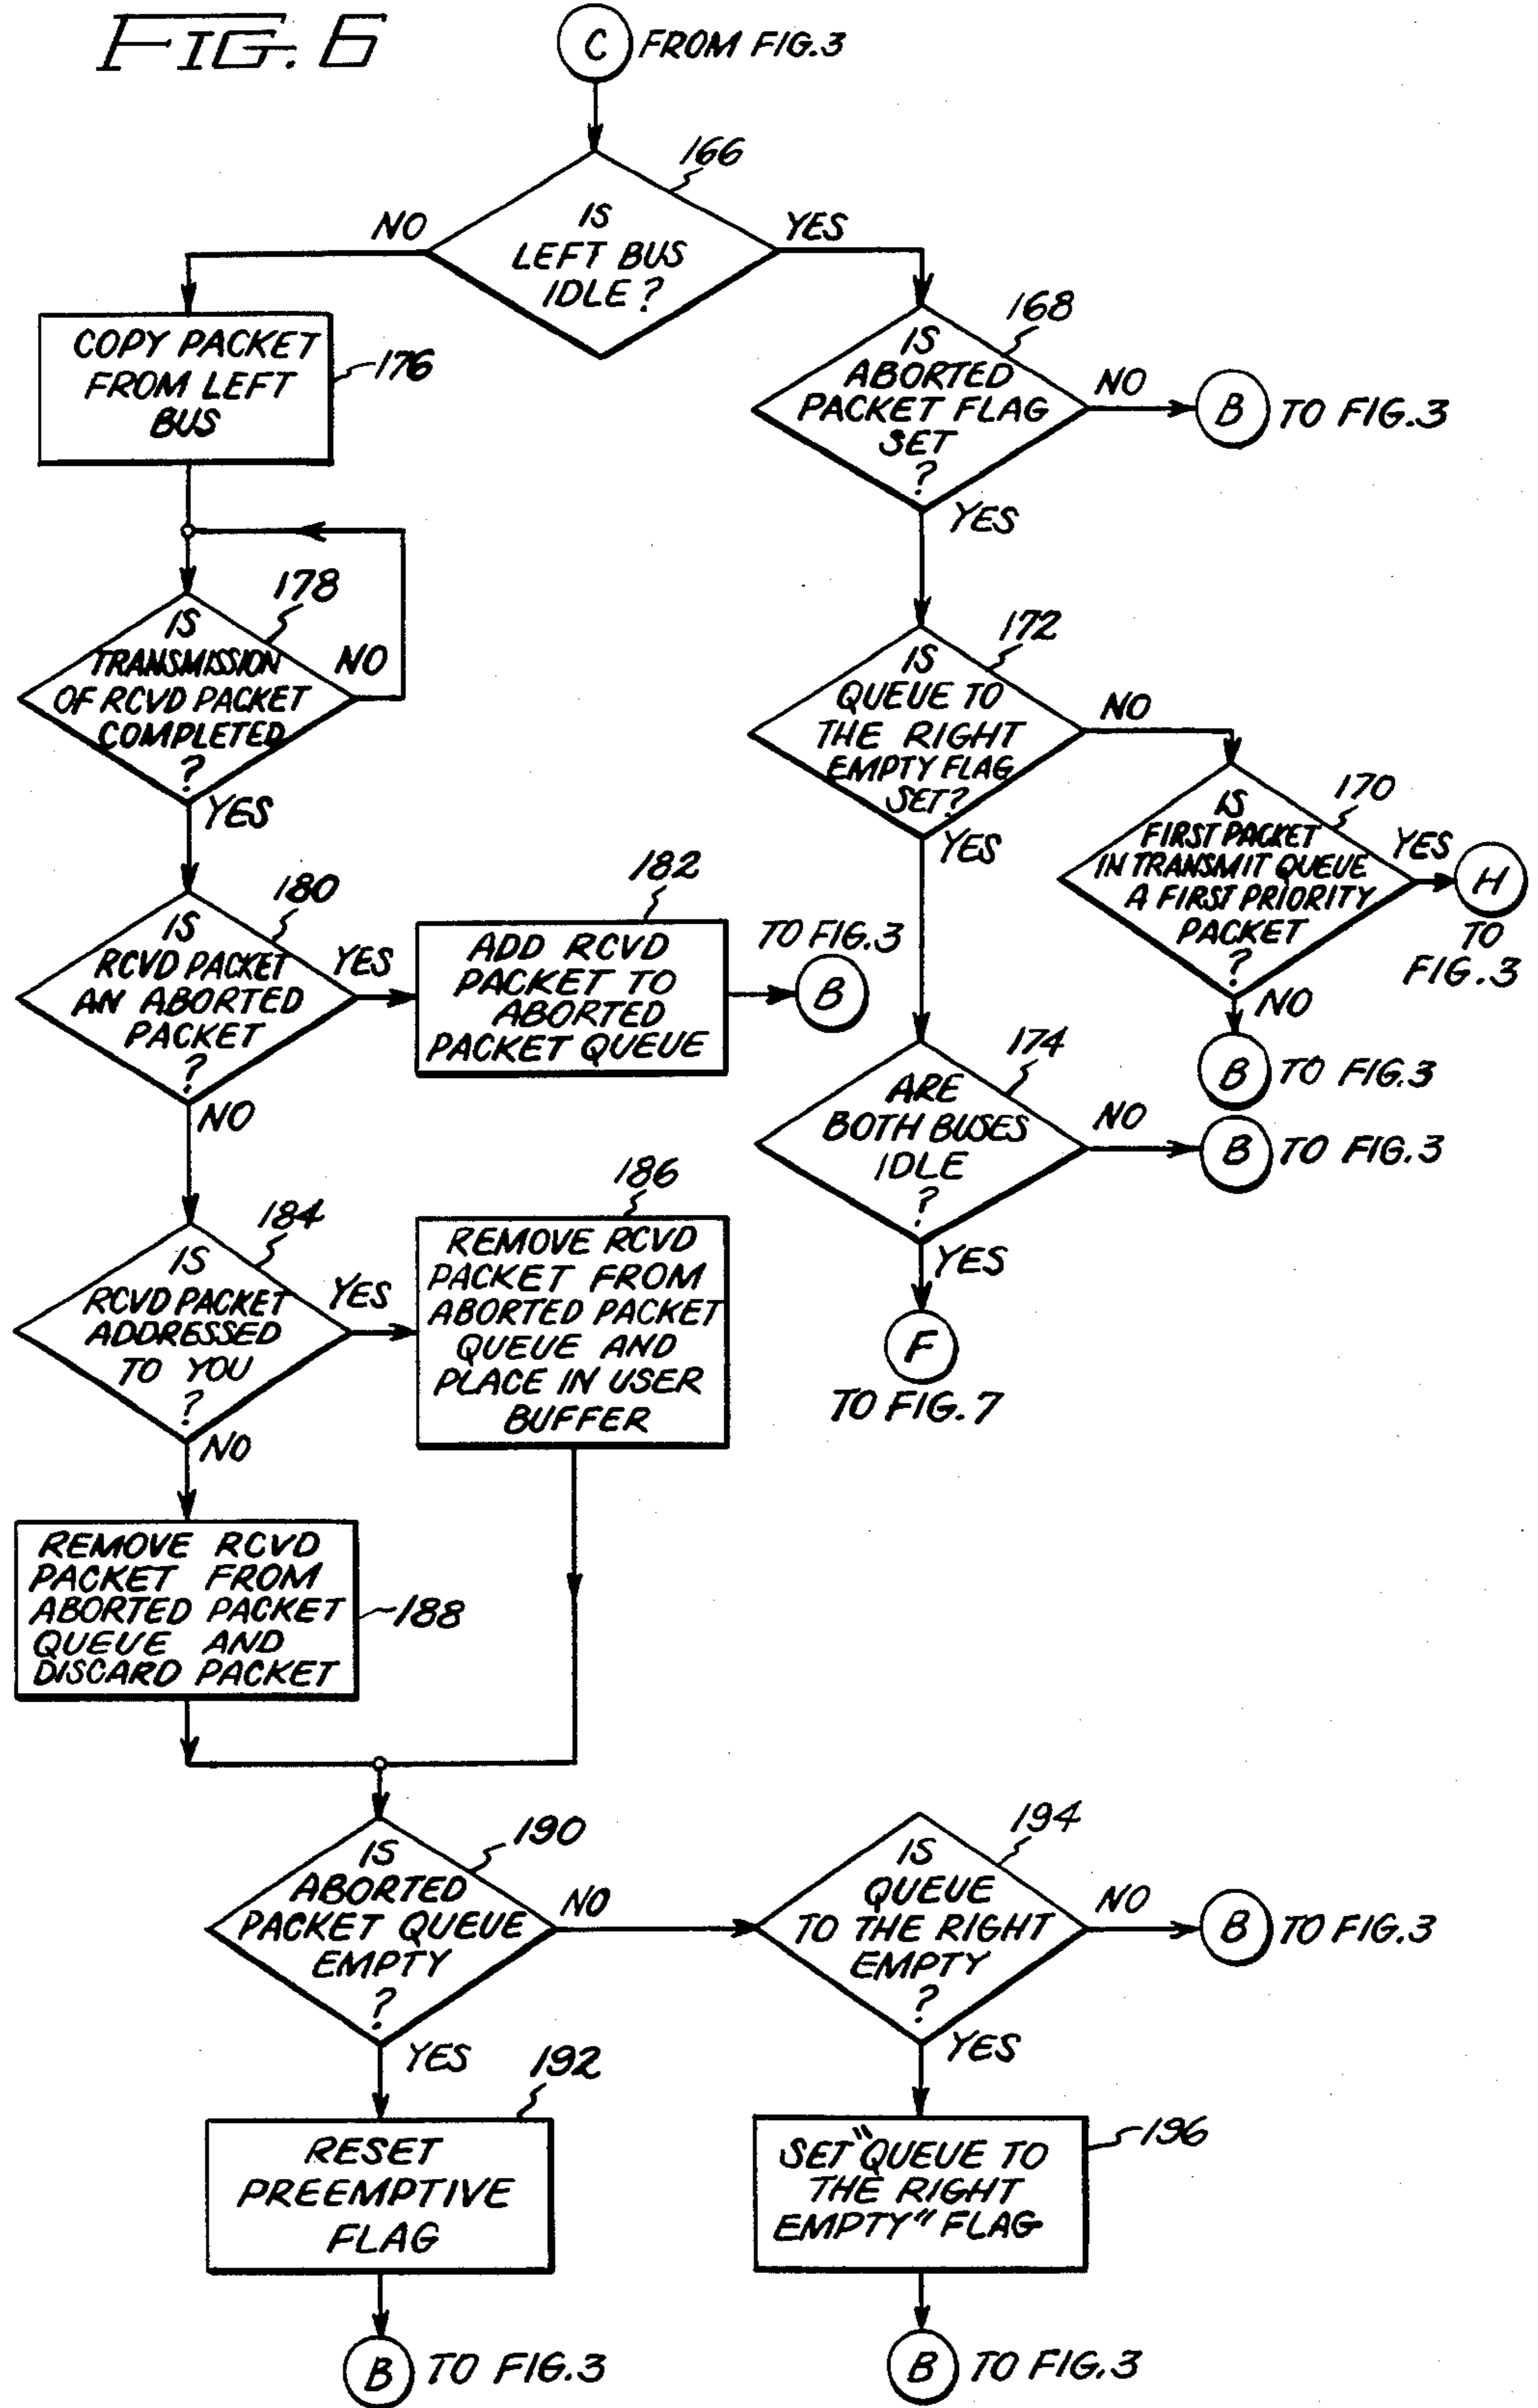 FIG. 6
C FROM FIG. 3
166
IS
LEFT BUS
IDLE ?
NO
YES
COPY PACKET
FROM LEFT
BUS
176
168
IS
ABORTED
PACKET FLAG
SET
?
NO
B TO FIG. 3
YES
178
IS
TRANSMISSION
OF RCVD PACKET
COMPLETED
?
NO
YES
172
IS
QUEUE TO
THE RIGHT
EMPTY FLAG
SET?
NO
YES
170
IS
FIRST PACKET
IN TRANSMIT QUEUE
A FIRST PRIORITY
PACKET
?
YES
H
TO
FIG. 3
NO
B TO FIG. 3
180
IS
RCVD PACKET
AN ABORTED
PACKET
?
YES
NO
182
ADD RCVD
PACKET TO
ABORTED
PACKET QUEUE
TO FIG. 3
B
174
ARE
BOTH BUSES
IDLE
?
NO
B TO FIG. 3
YES
F
TO FIG. 7
184
IS
RCVD PACKET
ADDRESSED
TO YOU
?
YES
NO
186
REMOVE RCVD
PACKET FROM
ABORTED PACKET
QUEUE AND
PLACE IN USER
BUFFER
REMOVE RCVD
PACKET FROM
ABORTED PACKET
QUEUE AND
DISCARD PACKET
188
190
IS
ABORTED
PACKET QUEUE
EMPTY
?
NO
YES
194
IS
QUEUE
TO THE RIGHT
EMPTY
?
NO
B TO FIG. 3
YES
192
RESET
PREEMPTIVE
FLAG
B TO FIG. 3
196
SET "QUEUE TO
THE RIGHT
EMPTY" FLAG
B TO FIG. 3